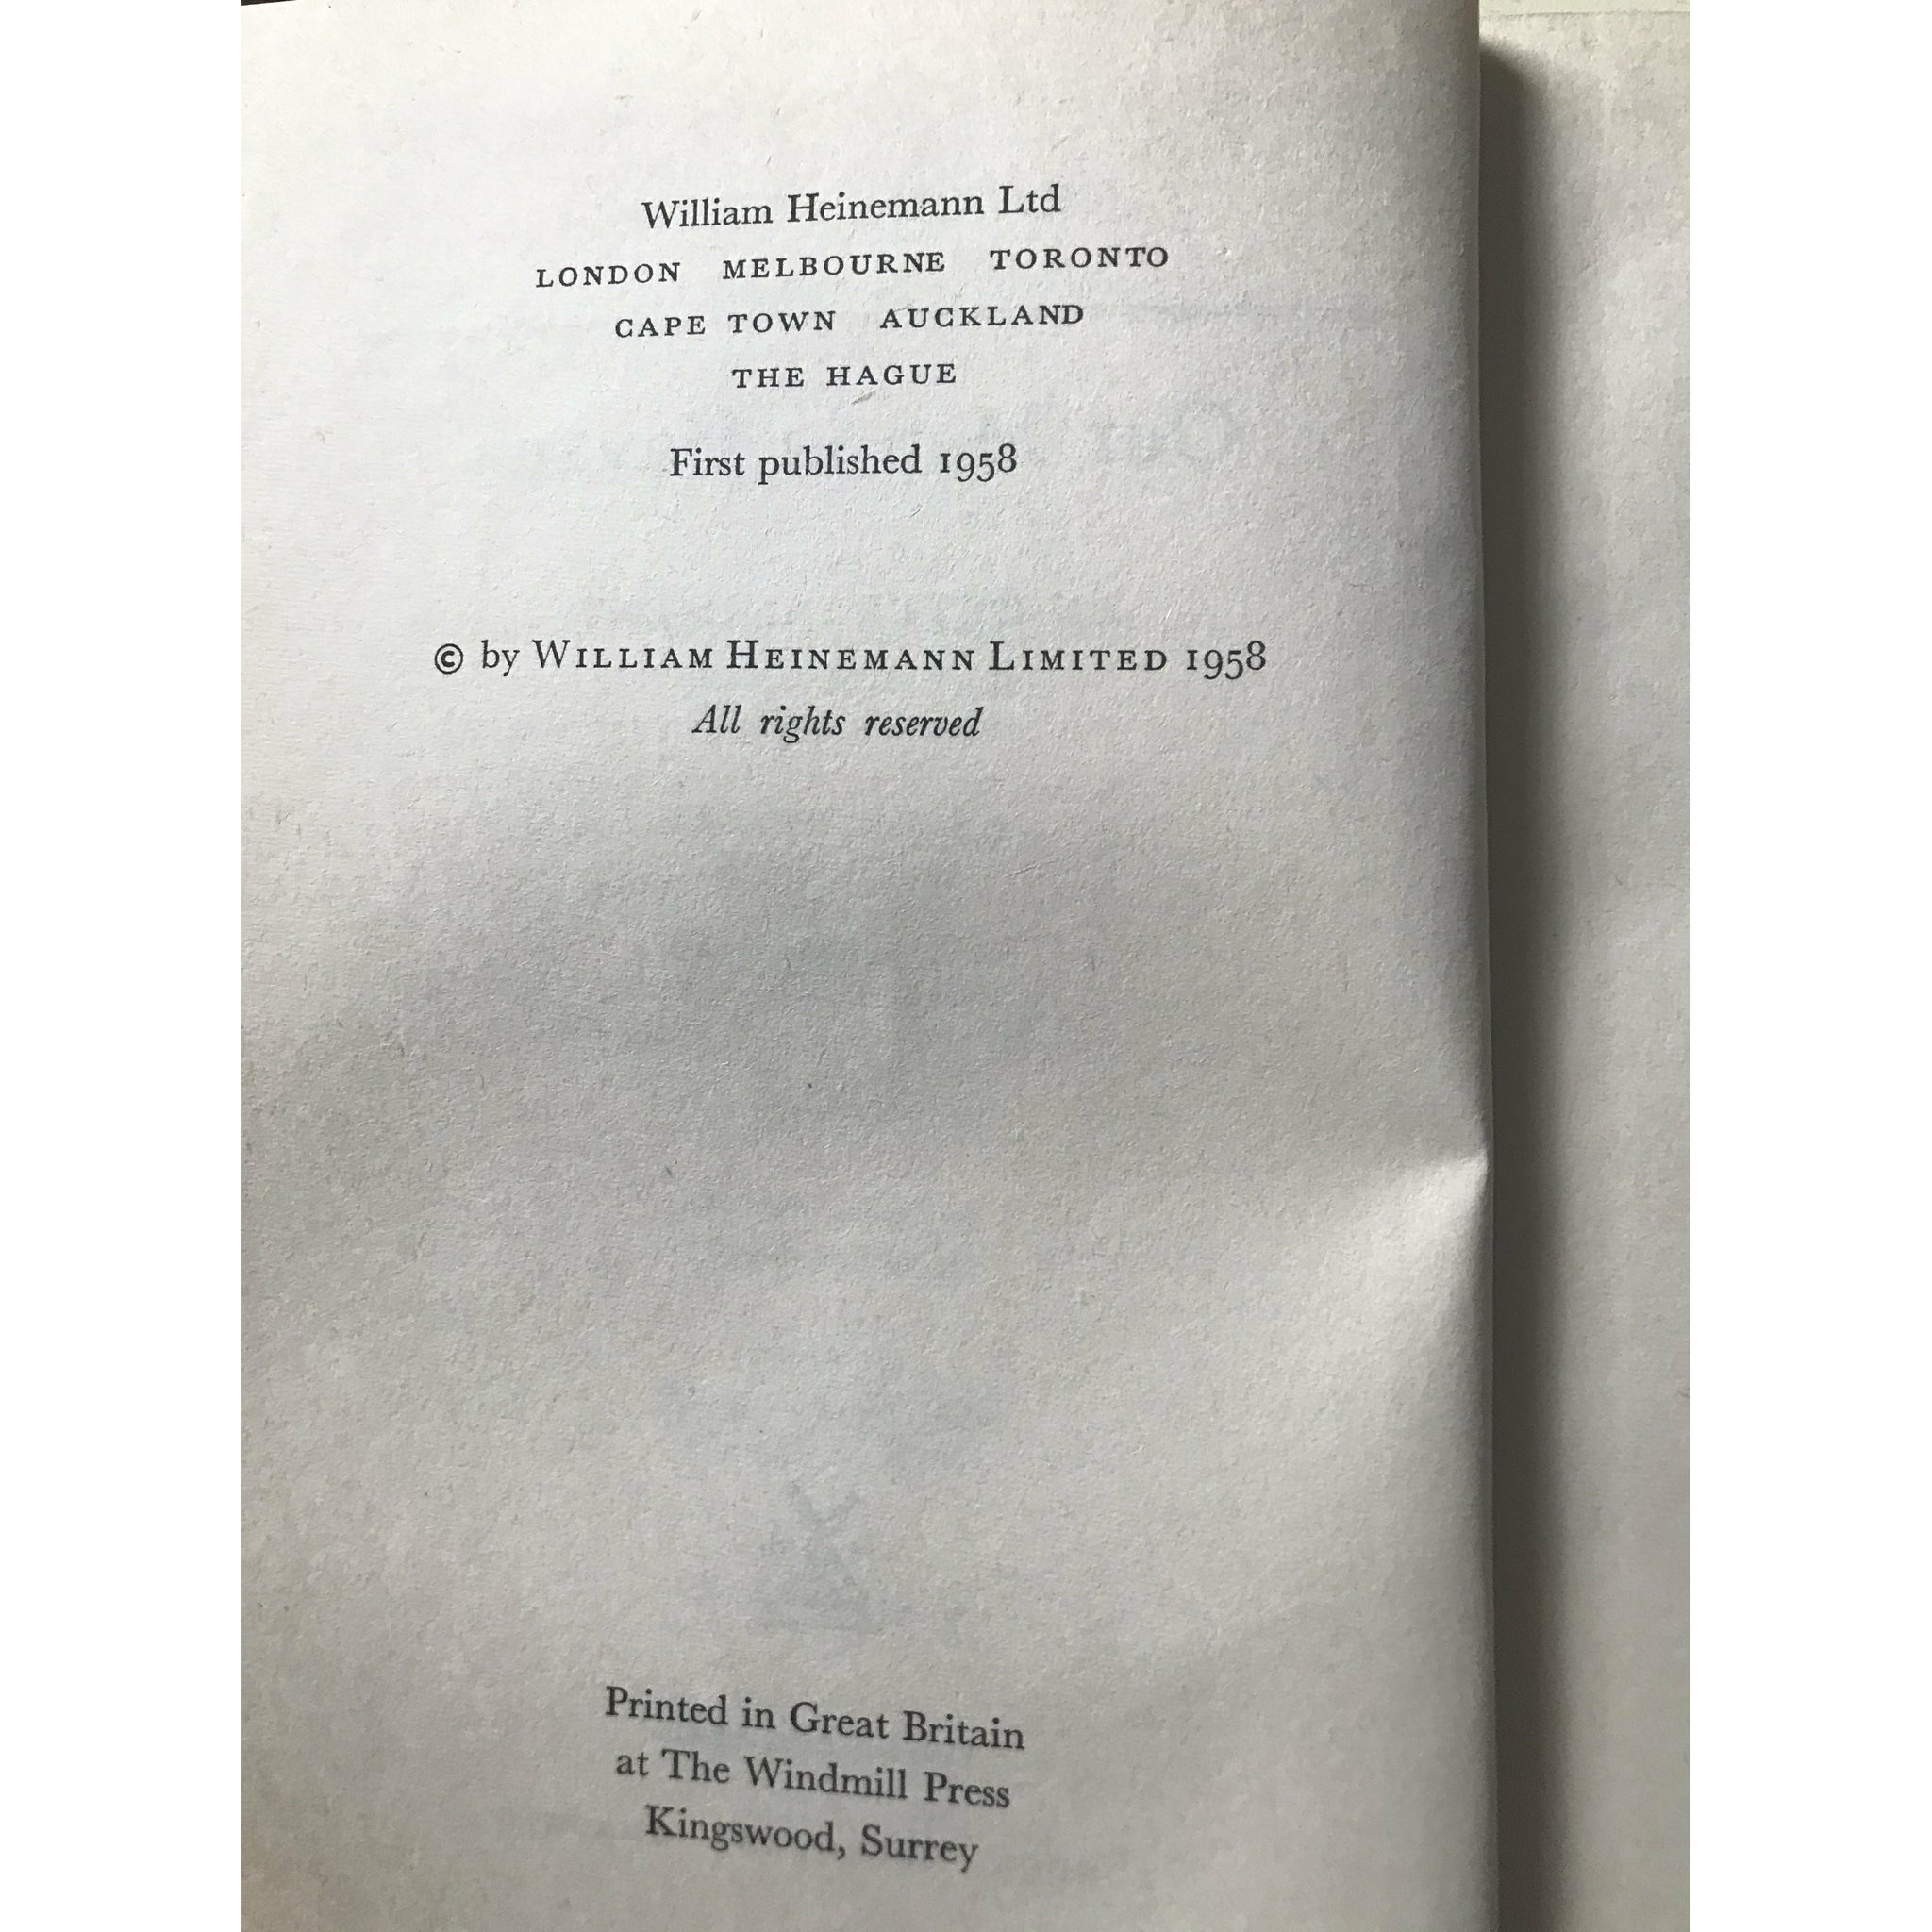 William Heinemann Ltd
LONDON MELBOURNE TORONTO
CAPE TOWN AUCKLAND
THE HAGUE
First published 1958
© by WILLIAM HEINEMANN LIMITED 1958
All rights reserved
Printed in Great Britain
at The Windmill Press
Kingswood, Surrey